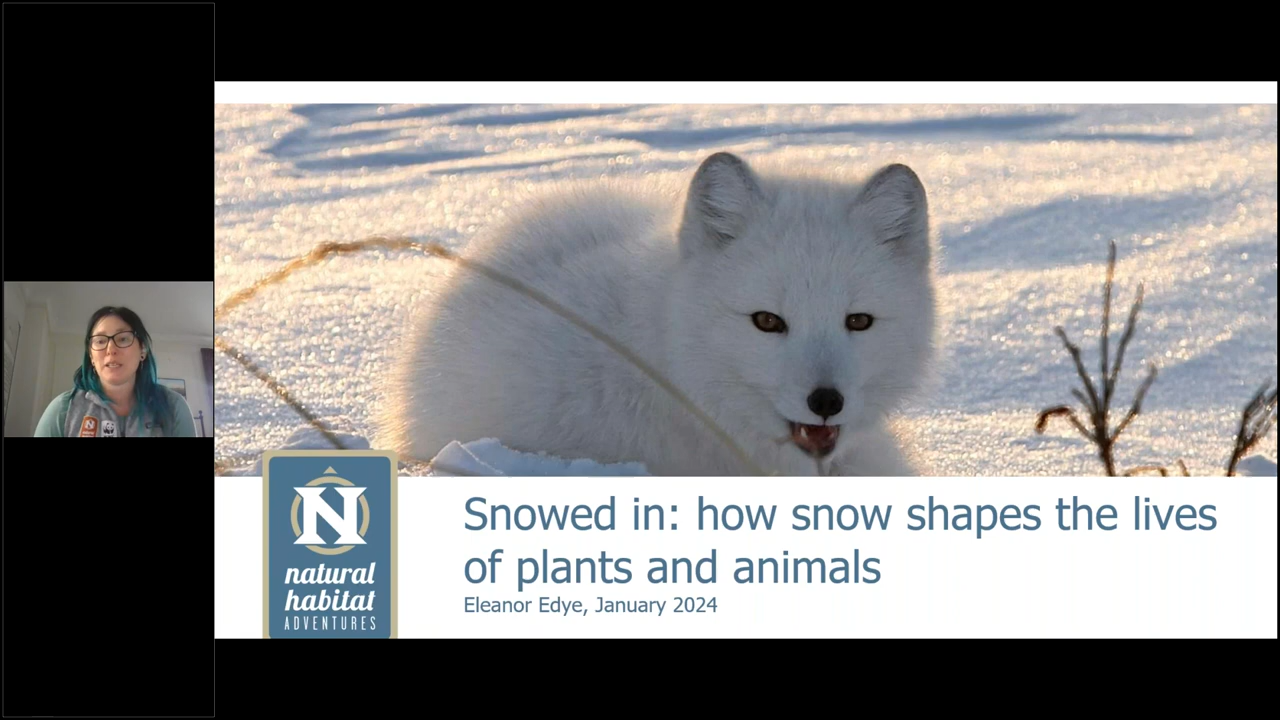 Snowed in: how snow shapes the lives
of plants and animals
Eleanor Edye, January 2024
N
natural
habitat
ADVENTURES